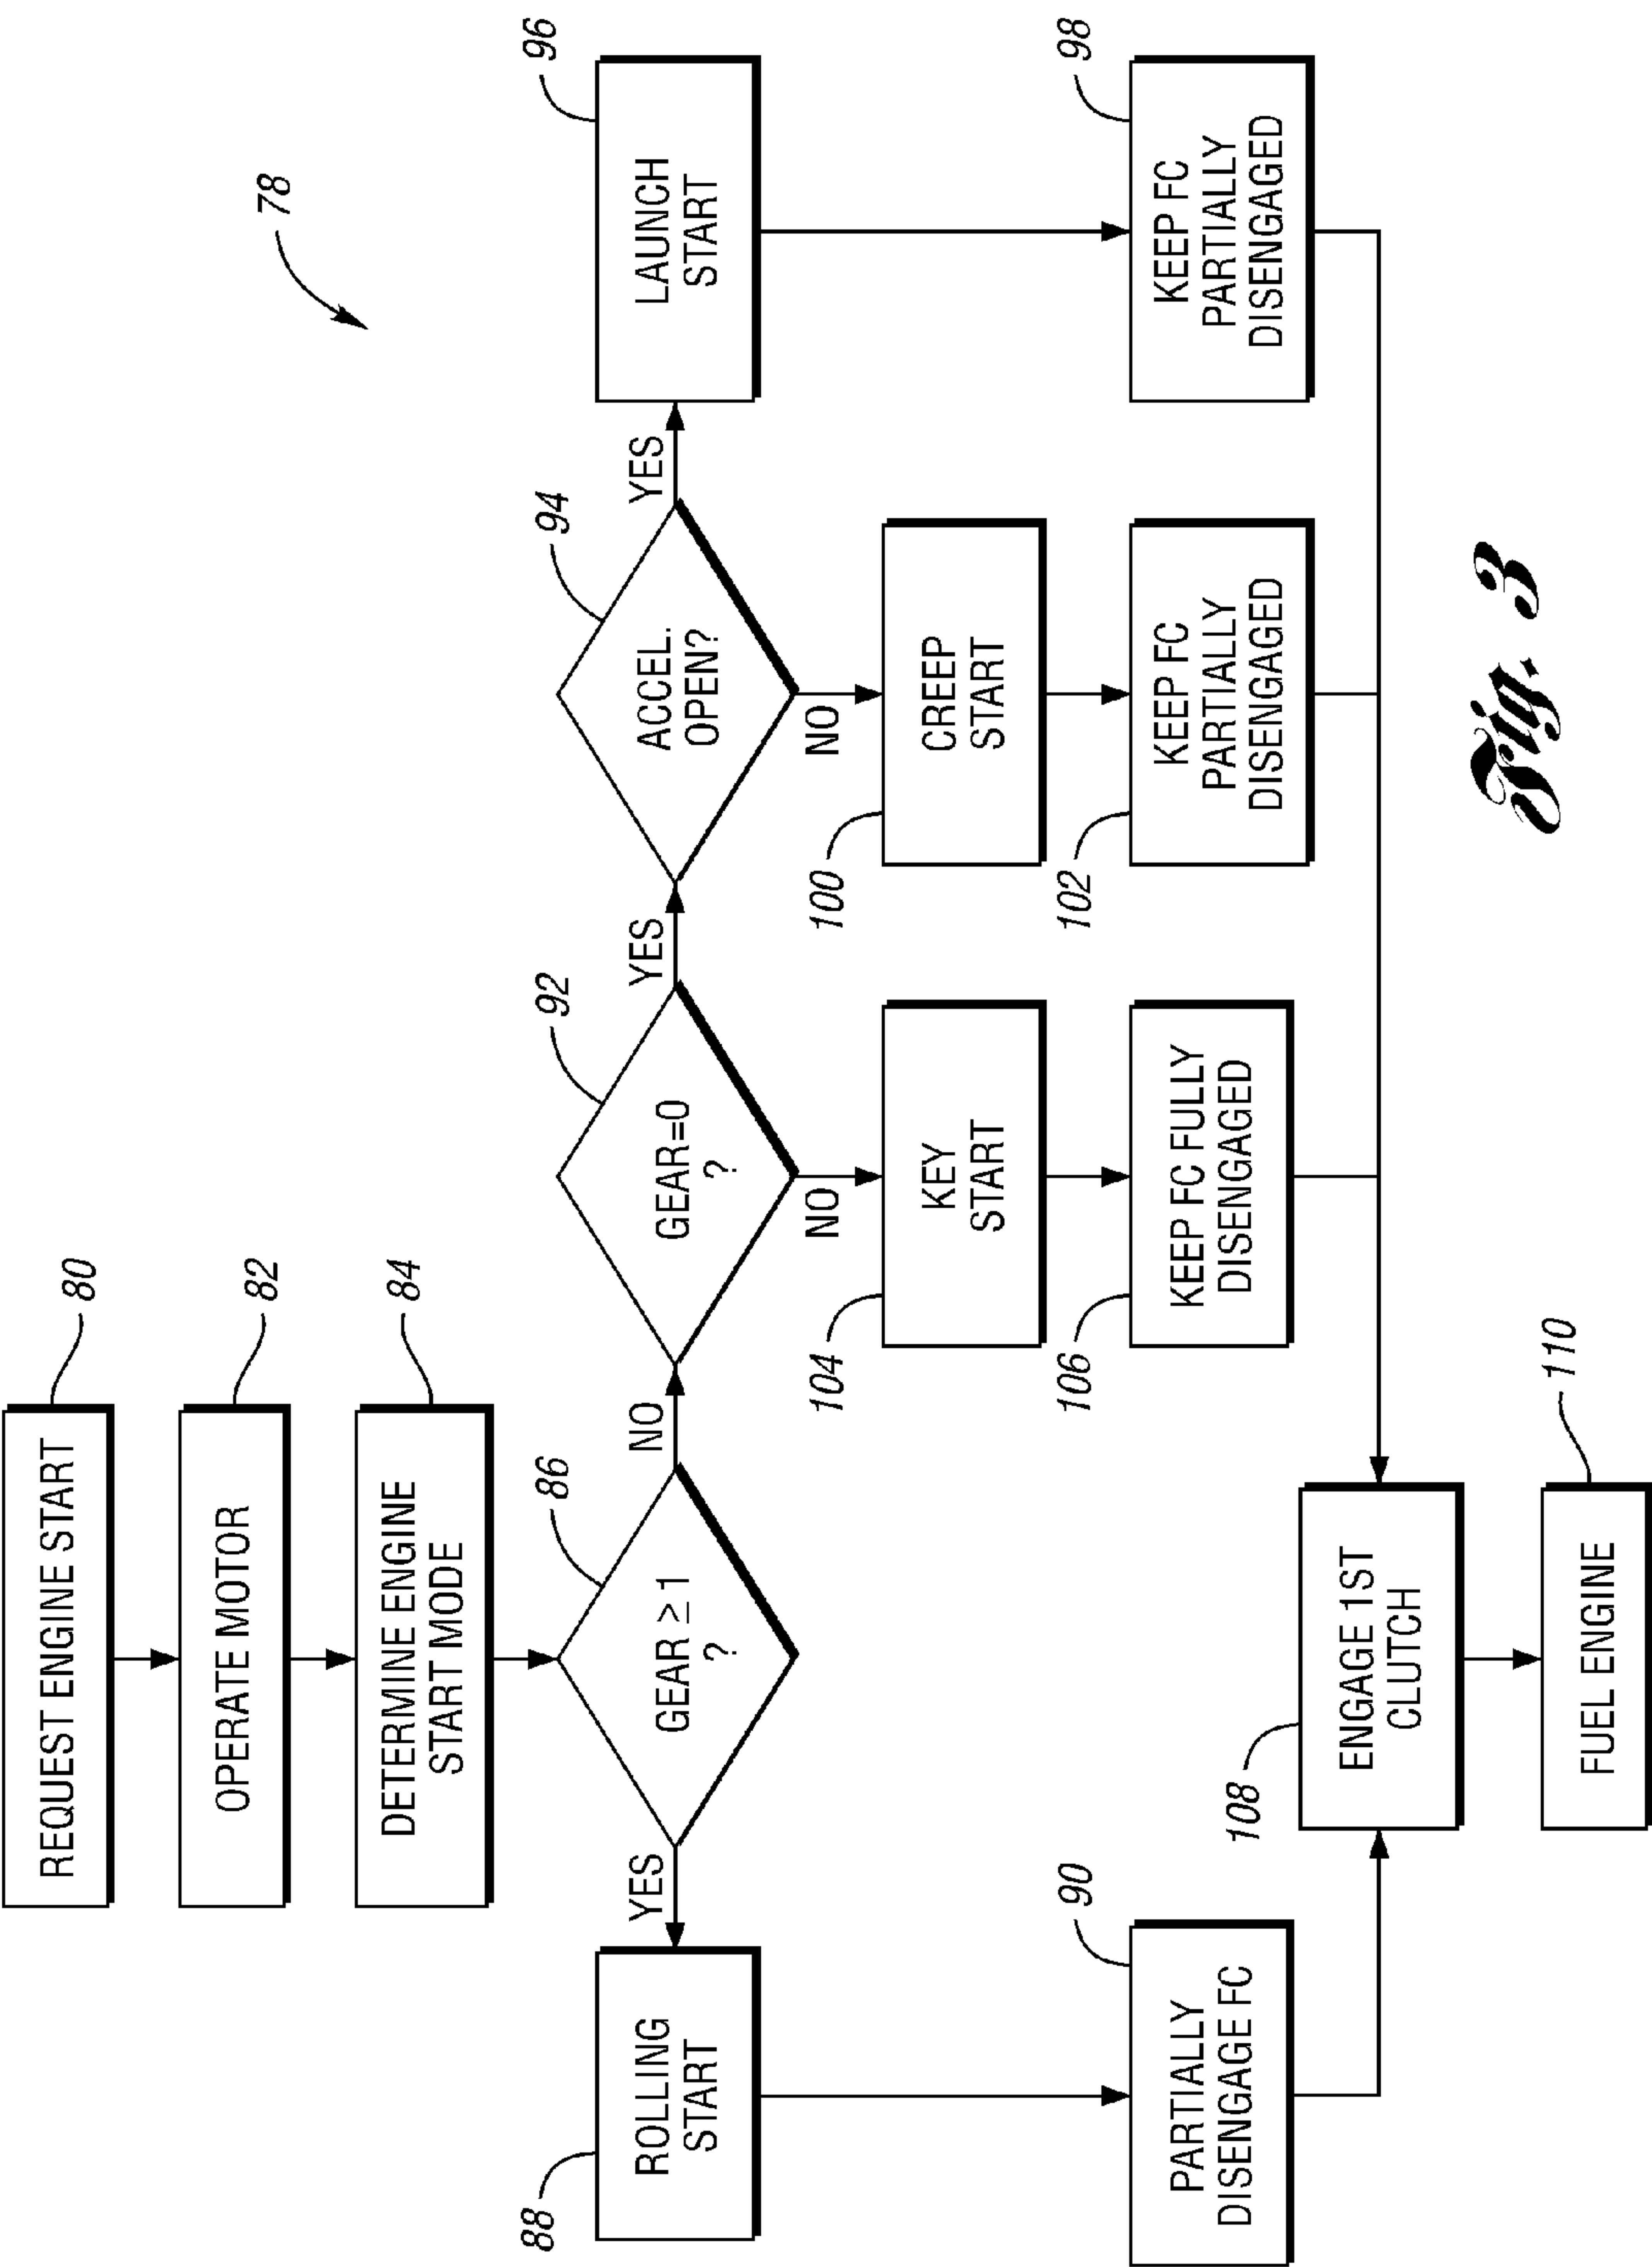 78
REQUEST ENGINE START
80
OPERATE MOTOR
82
DETERMINE ENGINE
START MODE
84
GEAR ≥ 1
?
86
YES
NO
ROLLING
START
88
GEAR=0
?
92
YES
NO
ACCEL.
OPEN?
94
YES
NO
LAUNCH
START
96
KEY
START
104
CREEP
START
100
PARTIALLY
DISENGAGE FC
90
KEEP FC FULLY
DISENGAGED
106
KEEP FC
PARTIALLY
DISENGAGED
102
KEEP FC
PARTIALLY
DISENGAGED
98
ENGAGE 1ST
CLUTCH
108
FUEL ENGINE
110
Fig. 3